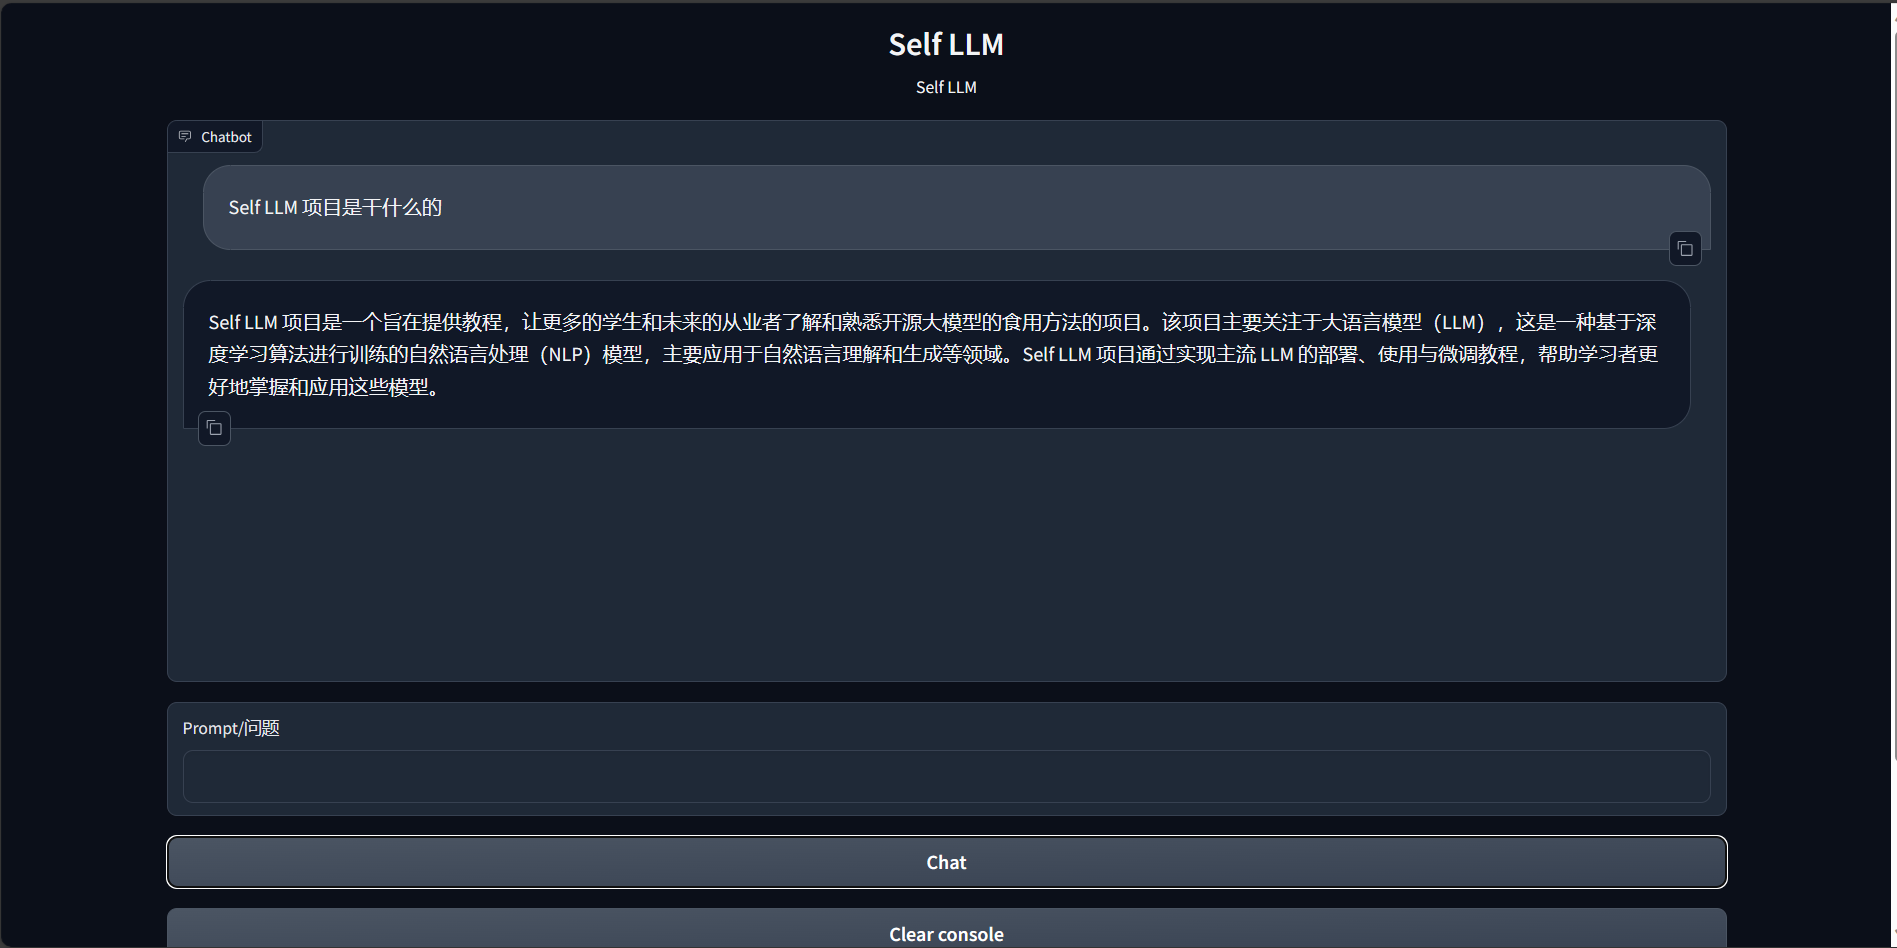 Self LLM
Self LLM
Chatbot
Self LLM 项目是干什么的
Self LLM 项目是一个旨在提供教程，让更多的学生和未来的从业者了解和熟悉开源大模型的食用方法的项目。该项目主要关注于大语言模型（LLM），这是一种基于深
度学习算法进行训练的自然语言处理（NLP）模型，主要应用于自然语言理解和生成等领域。Self LLM 项目通过实现主流 LLM 的部署、使用与微调教程，帮助学习者更
好地掌握和应用这些模型。
Prompt/问题
Chat
Clear console